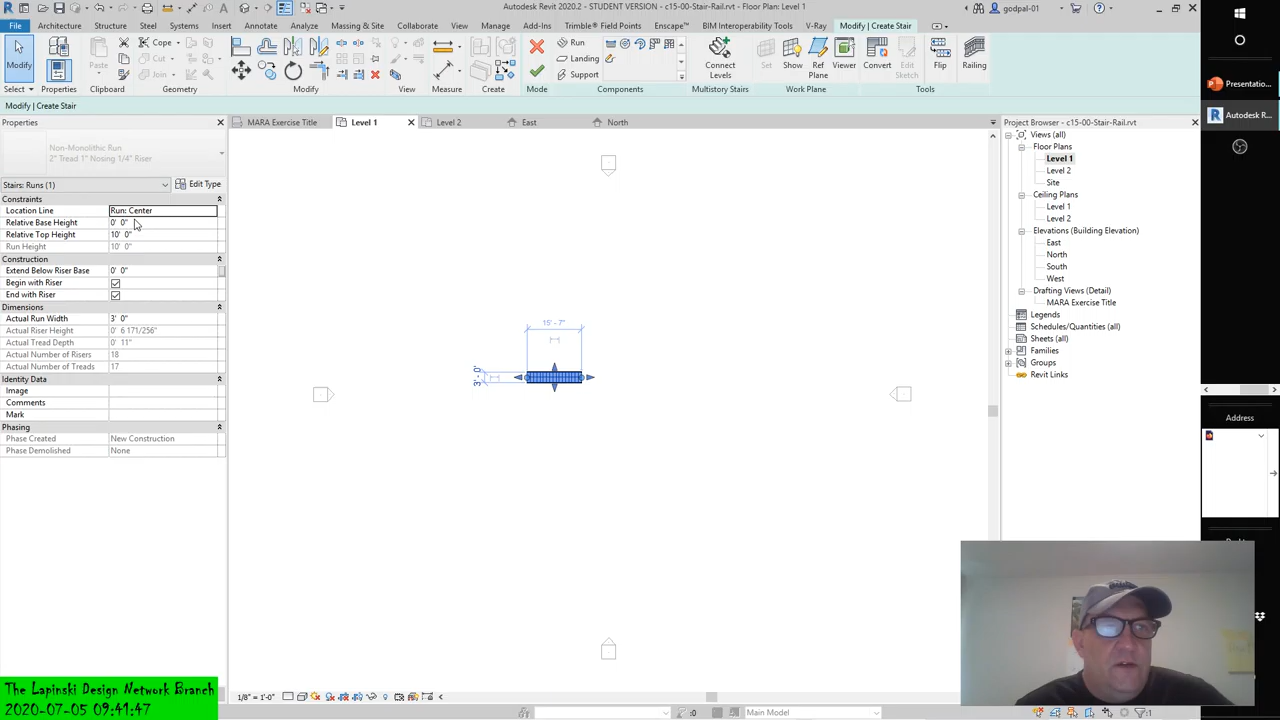 Autodesk Revit 2020.2 - STUDENT VERSION - c15-00-Stair-Rail.rvt - Floor Plan: Level 1
godpal-01
File
Architecture
Structure
Steel
Systems
Insert
Annotate
Analyze
Massing & Site
Collaborate
View
Manage
Add-Ins
Trimble® Field Points
Enscape™
BIM Interoperability Tools
V-Ray
Modify | Create Stair
Modify
Select
Properties
Paste
Clipboard
Cope
Cut
Join
Geometry
Modify
View
Measure
Create
Mode
Run
Landing
Support
Components
Connect
Levels
Multistory Stairs
Set
Show
Ref
Plane
Viewer
Work Plane
Convert
Edit
Sketch
Flip
Railing
Tools
Modify | Create Stair
Properties
Non-Monolithic Run
2" Tread 1" Nosing 1/4" Riser
Stairs: Runs (1)
Edit Type
Constraints
Location Line Run: Center
Relative Base Height 0' 0"
Relative Top Height 10' 0"
Run Height 10' 0"
Construction
Extend Below Riser Base 0' 0"
Begin with Riser
End with Riser
Dimensions
Actual Run Width 3' 0"
Actual Riser Height 0' 6 171/256"
Actual Tread Depth 0' 11"
Actual Number of Risers 18
Actual Number of Treads 17
Identity Data
Image
Comments
Mark
Phasing
Phase Created New Construction
Phase Demolished None
MARA Exercise Title
Level 1
Level 2
East
North
15' - 7"
3' - 0"
1/8" = 1'-0"
Main Model
:0
:0
Project Browser - c15-00-Stair-Rail.rvt
Views (all)
Floor Plans
Level 1
Level 2
Site
Ceiling Plans
Level 1
Level 2
Elevations (Building Elevation)
East
North
South
West
Drafting Views (Detail)
MARA Exercise Title
Legends
Schedules/Quantities (all)
Sheets (all)
Families
Groups
Revit Links
Presentatio...
Autodesk R...
Address
The Lapinski Design Network Branch
2020-07-05 09:41:47